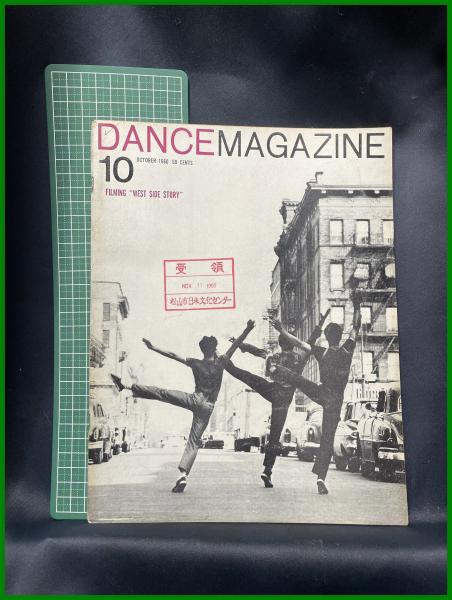 DANCEMAGAZINE
10
OCTOBER 1960 50 CENTS
FILMING "WEST SIDE STORY"
受領
NOV 11 1960
松山市日米文化センター